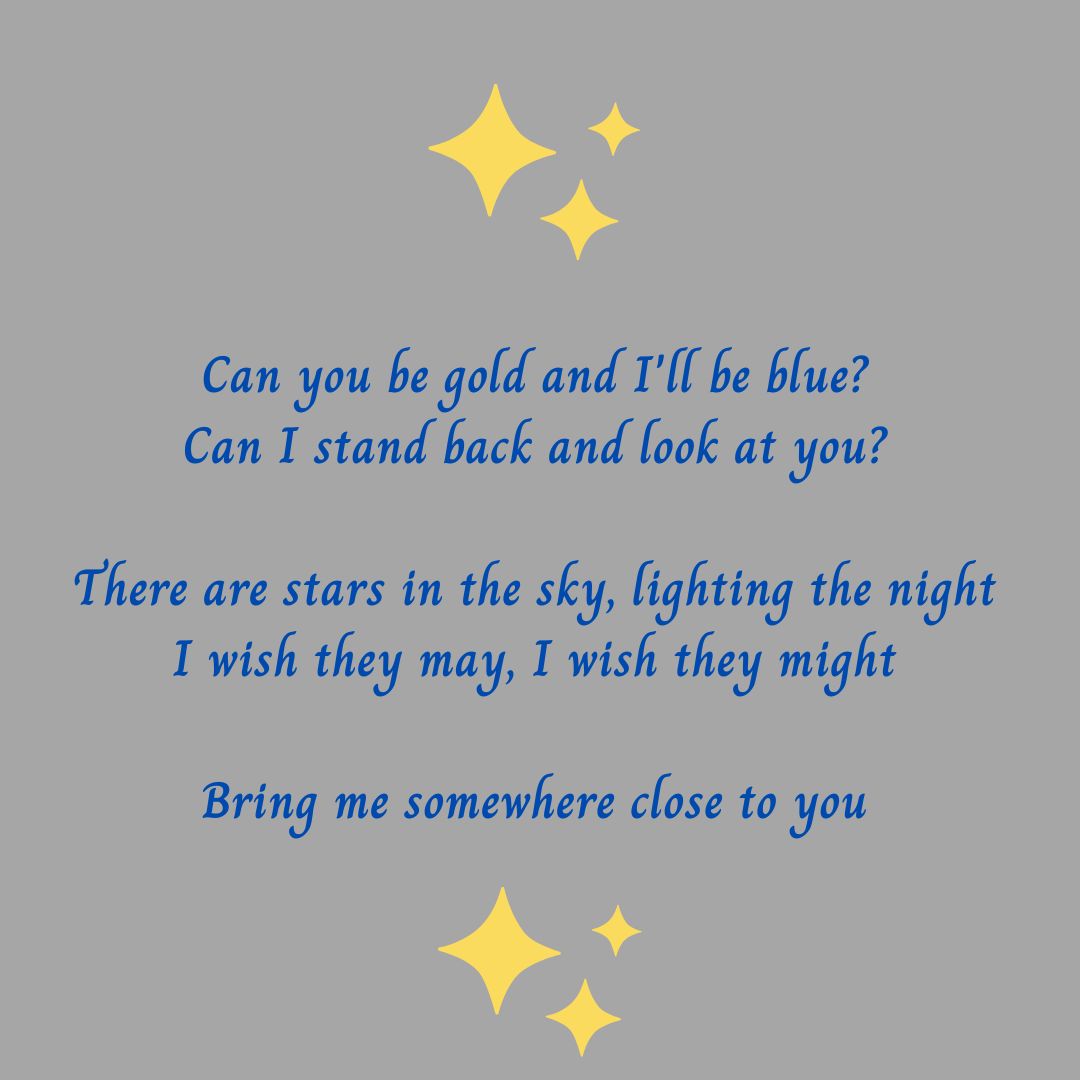 Can you be gold and I'll be blue?
Can I stand back and look at you?
There are stars in the sky, lighting the night
I wish they may, I wish they might
Bring me somewhere close to you